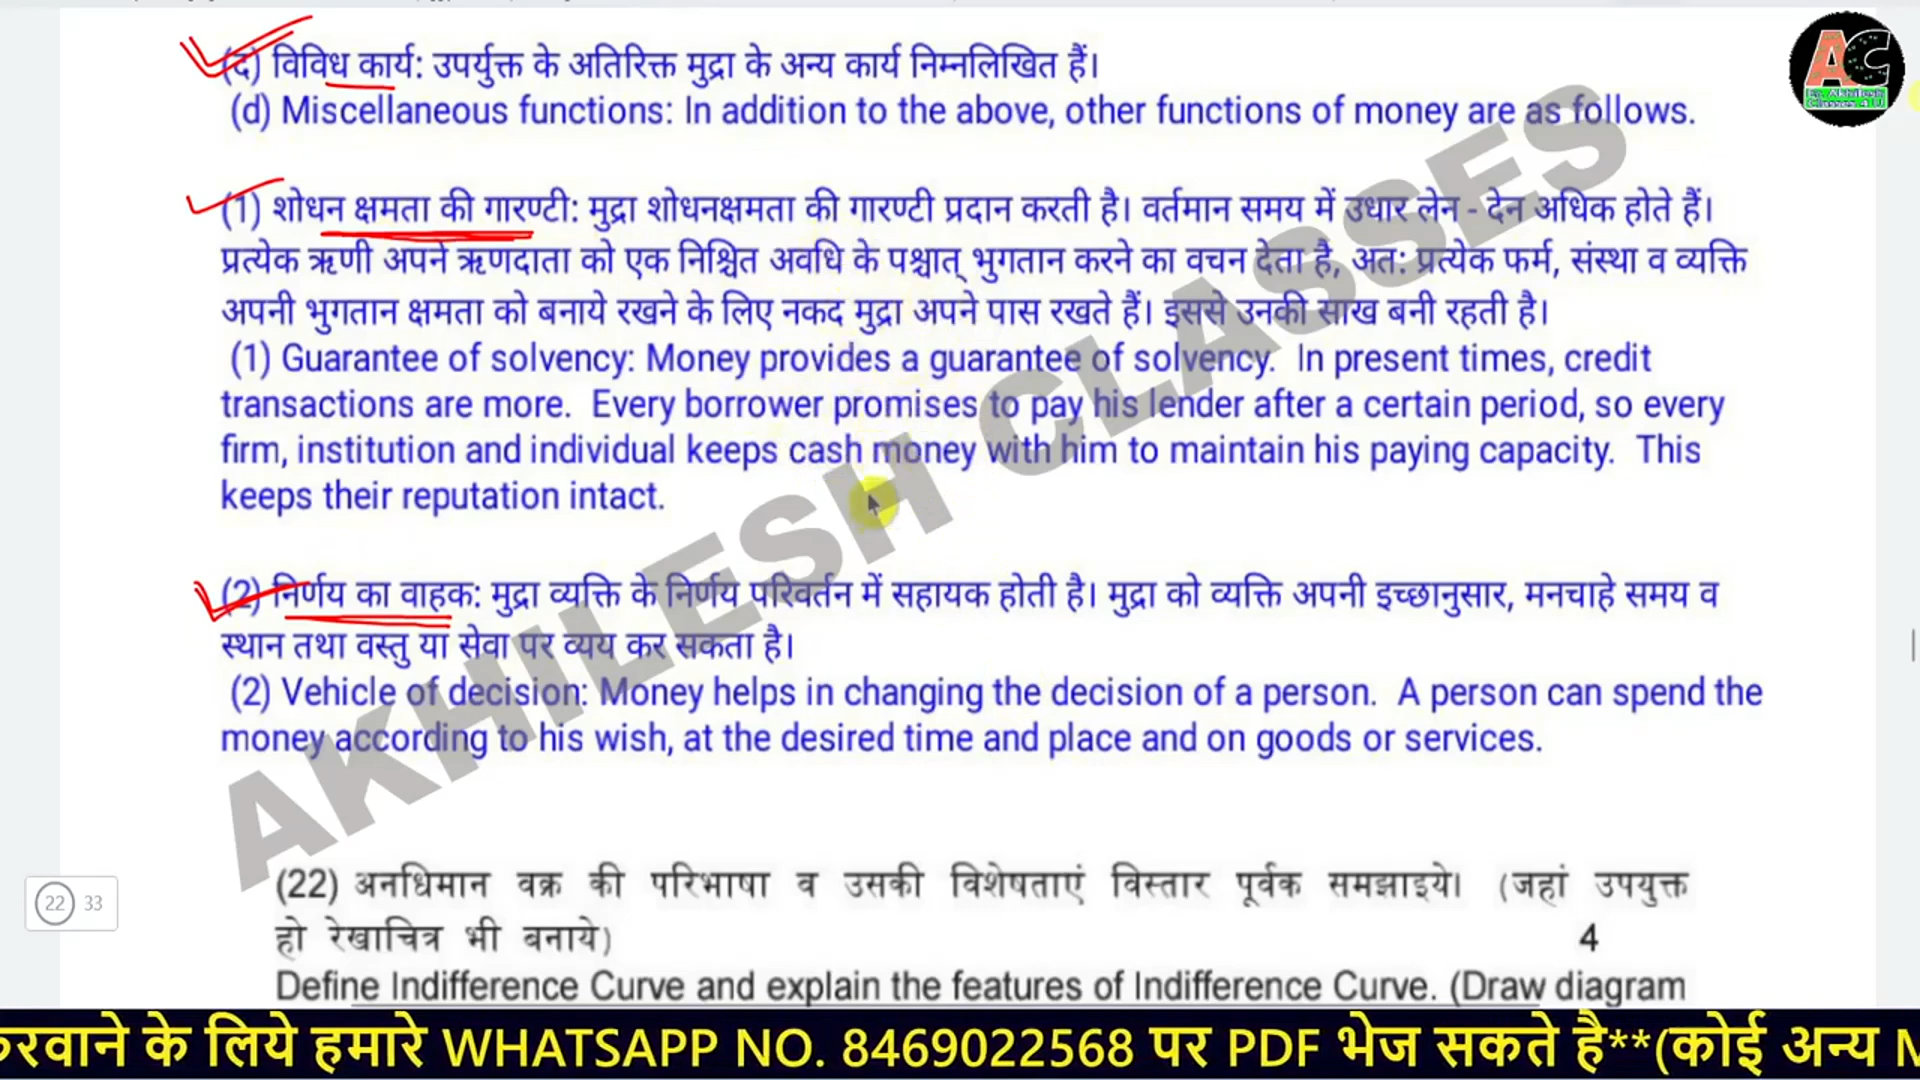 (द) विविध कार्य: उपर्युक्त के अतिरिक्त मुद्रा के अन्य कार्य निम्नलिखित हैं।
(d) Miscellaneous functions: In addition to the above, other functions of money are as follows.
AC
Er. Akhilesh
Classes 4 U
(1) शोधन क्षमता की गारण्टी: मुद्रा शोधनक्षमता की गारण्टी प्रदान करती है। वर्तमान समय में उधार लेन - देन अधिक होते हैं।
प्रत्येक ऋणी अपने ऋणदाता को एक निश्चित अवधि के पश्चात् भुगतान करने का वचन देता है, अतः प्रत्येक फर्म, संस्था व व्यक्ति
अपनी भुगतान क्षमता को बनाये रखने के लिए नकद मुद्रा अपने पास रखते हैं। इससे उनकी साख बनी रहती है।
(1) Guarantee of solvency: Money provides a guarantee of solvency. In present times, credit
transactions are more. Every borrower promises to pay his lender after a certain period, so every
firm, institution and individual keeps cash money with him to maintain his paying capacity. This
keeps their reputation intact.
AKHILESH CLASSES
(2) निर्णय का वाहक: मुद्रा व्यक्ति के निर्णय परिवर्तन में सहायक होती है। मुद्रा को व्यक्ति अपनी इच्छानुसार, मनचाहे समय व
स्थान तथा वस्तु या सेवा पर व्यय कर सकता है।
(2) Vehicle of decision: Money helps in changing the decision of a person. A person can spend the
money according to his wish, at the desired time and place and on goods or services.
(22) अनधिमान वक्र की परिभाषा व उसकी विशेषताएं विस्तार पूर्वक समझाइये। (जहां उपयुक्त
हो रेखाचित्र भी बनाये) 4
Define Indifference Curve and explain the features of Indifference Curve. (Draw diagram
22 33
करवाने के लिये हमारे WHATSAPP NO. 8469022568 पर PDF भेज सकते है**(कोई अन्य M